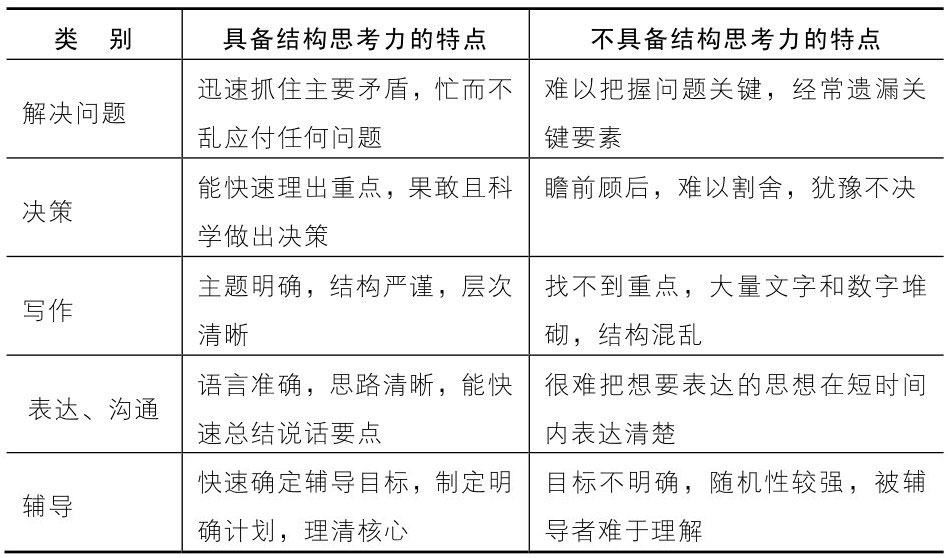 类 别 具备结构思考力的特点 不具备结构思考力的特点
解决问题
迅速抓住主要矛盾，忙而不
乱应付任何问题
难以把握问题关键，经常遗漏关
键要素
决策
能快速理出重点，果敢且科
学做出决策
瞻前顾后，难以割舍，犹豫不决
写作
主题明确，结构严谨，层次
清晰
找不到重点，大量文字和数字堆
砌，结构混乱
表达、沟通
语言准确，思路清晰，能快
速总结说话要点
很难把想要表达的思想在短时间
内表达清楚
辅导
快速确定辅导目标，制定明
确计划，理清核心
目标不明确，随机性较强，被辅
导者难于理解